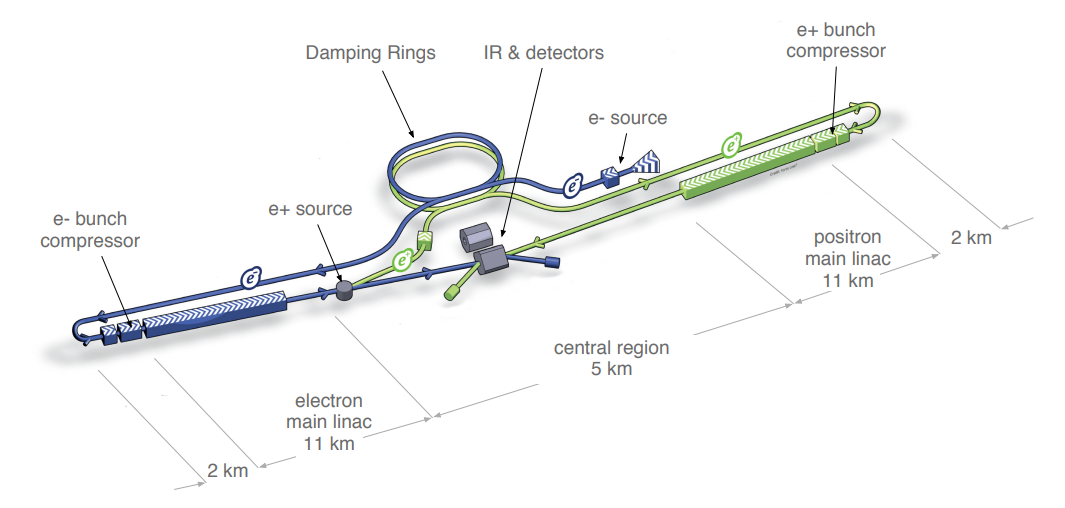 e+ bunch
compressor
Damping Rings
IR & detectors
e- source
e+ source
e- bunch
compressor
e-
e+
e-
e+
positron
main linac
11 km
2 km
central region
5 km
electron
main linac
11 km
2 km